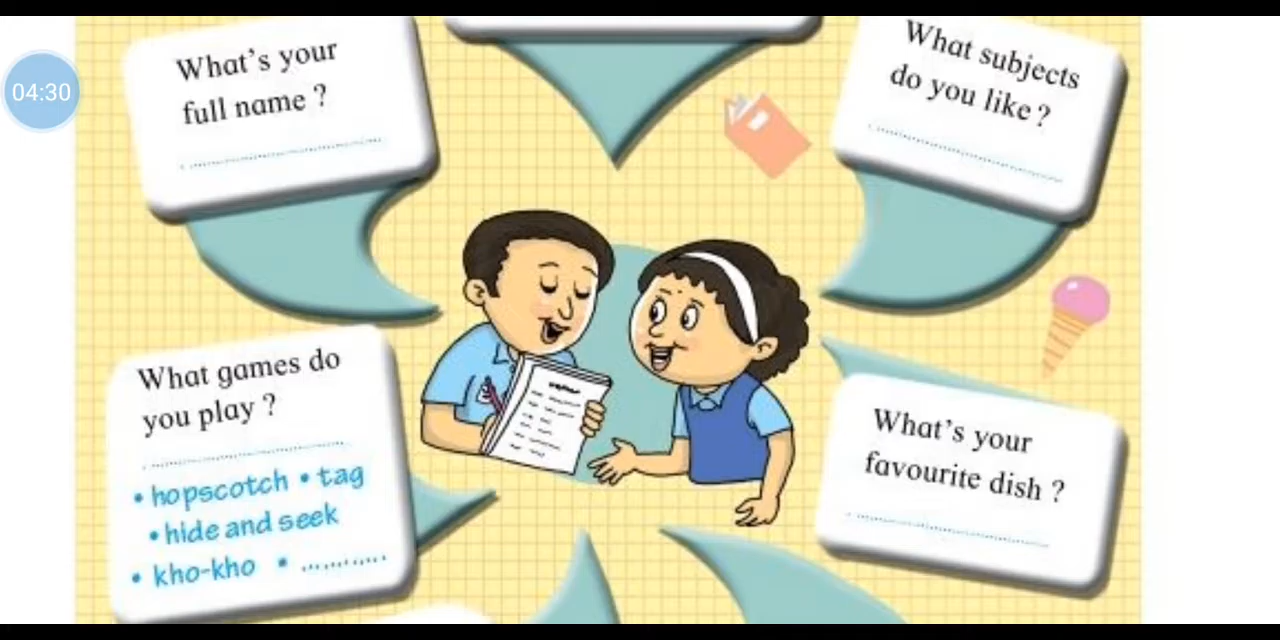 04:30
What's your
full name ?
What subjects
do you like ?
What games do
you play ?
• hopscotch • tag
• hide and seek
• kho-kho • ...........
What's your
favourite dish ?